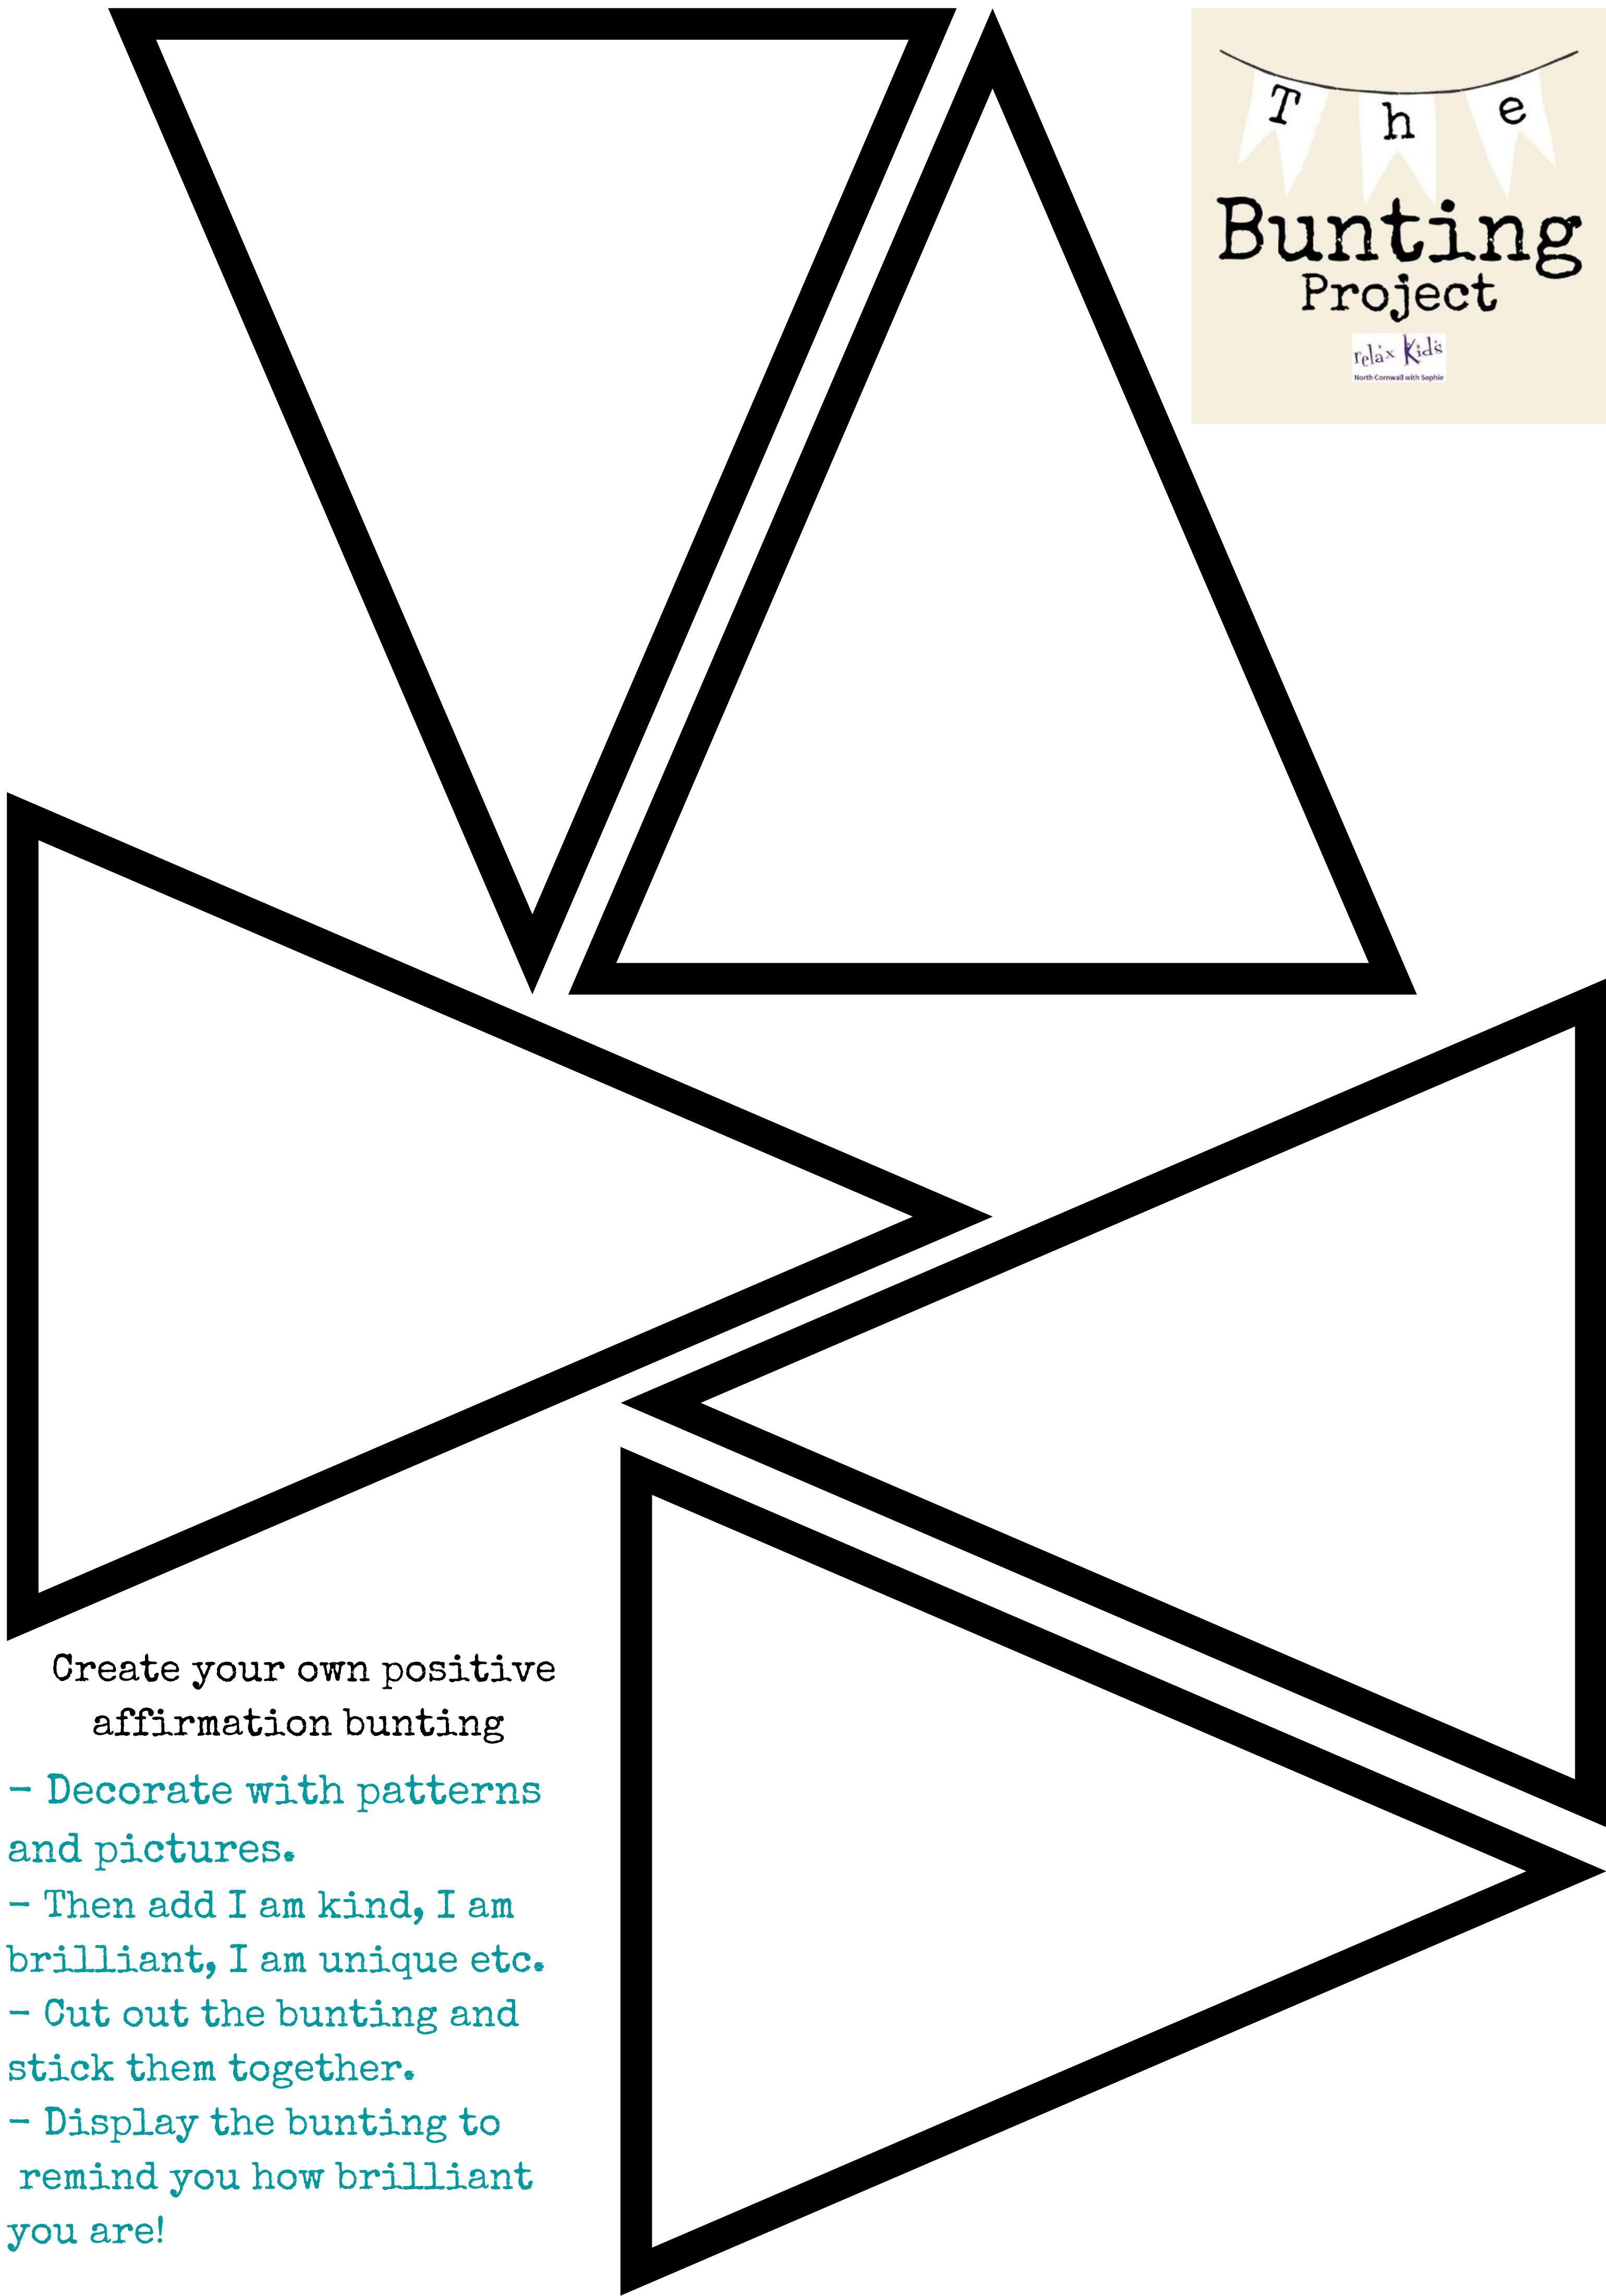 The
Bunting
Project
relax Kids
North Cornwall with Sophie
Create your own positive
affirmation bunting
- Decorate with patterns
and pictures.
- Then add I am kind, I am
brilliant, I am unique etc.
- Cut out the bunting and
stick them together.
- Display the bunting to
remind you how brilliant
you are!